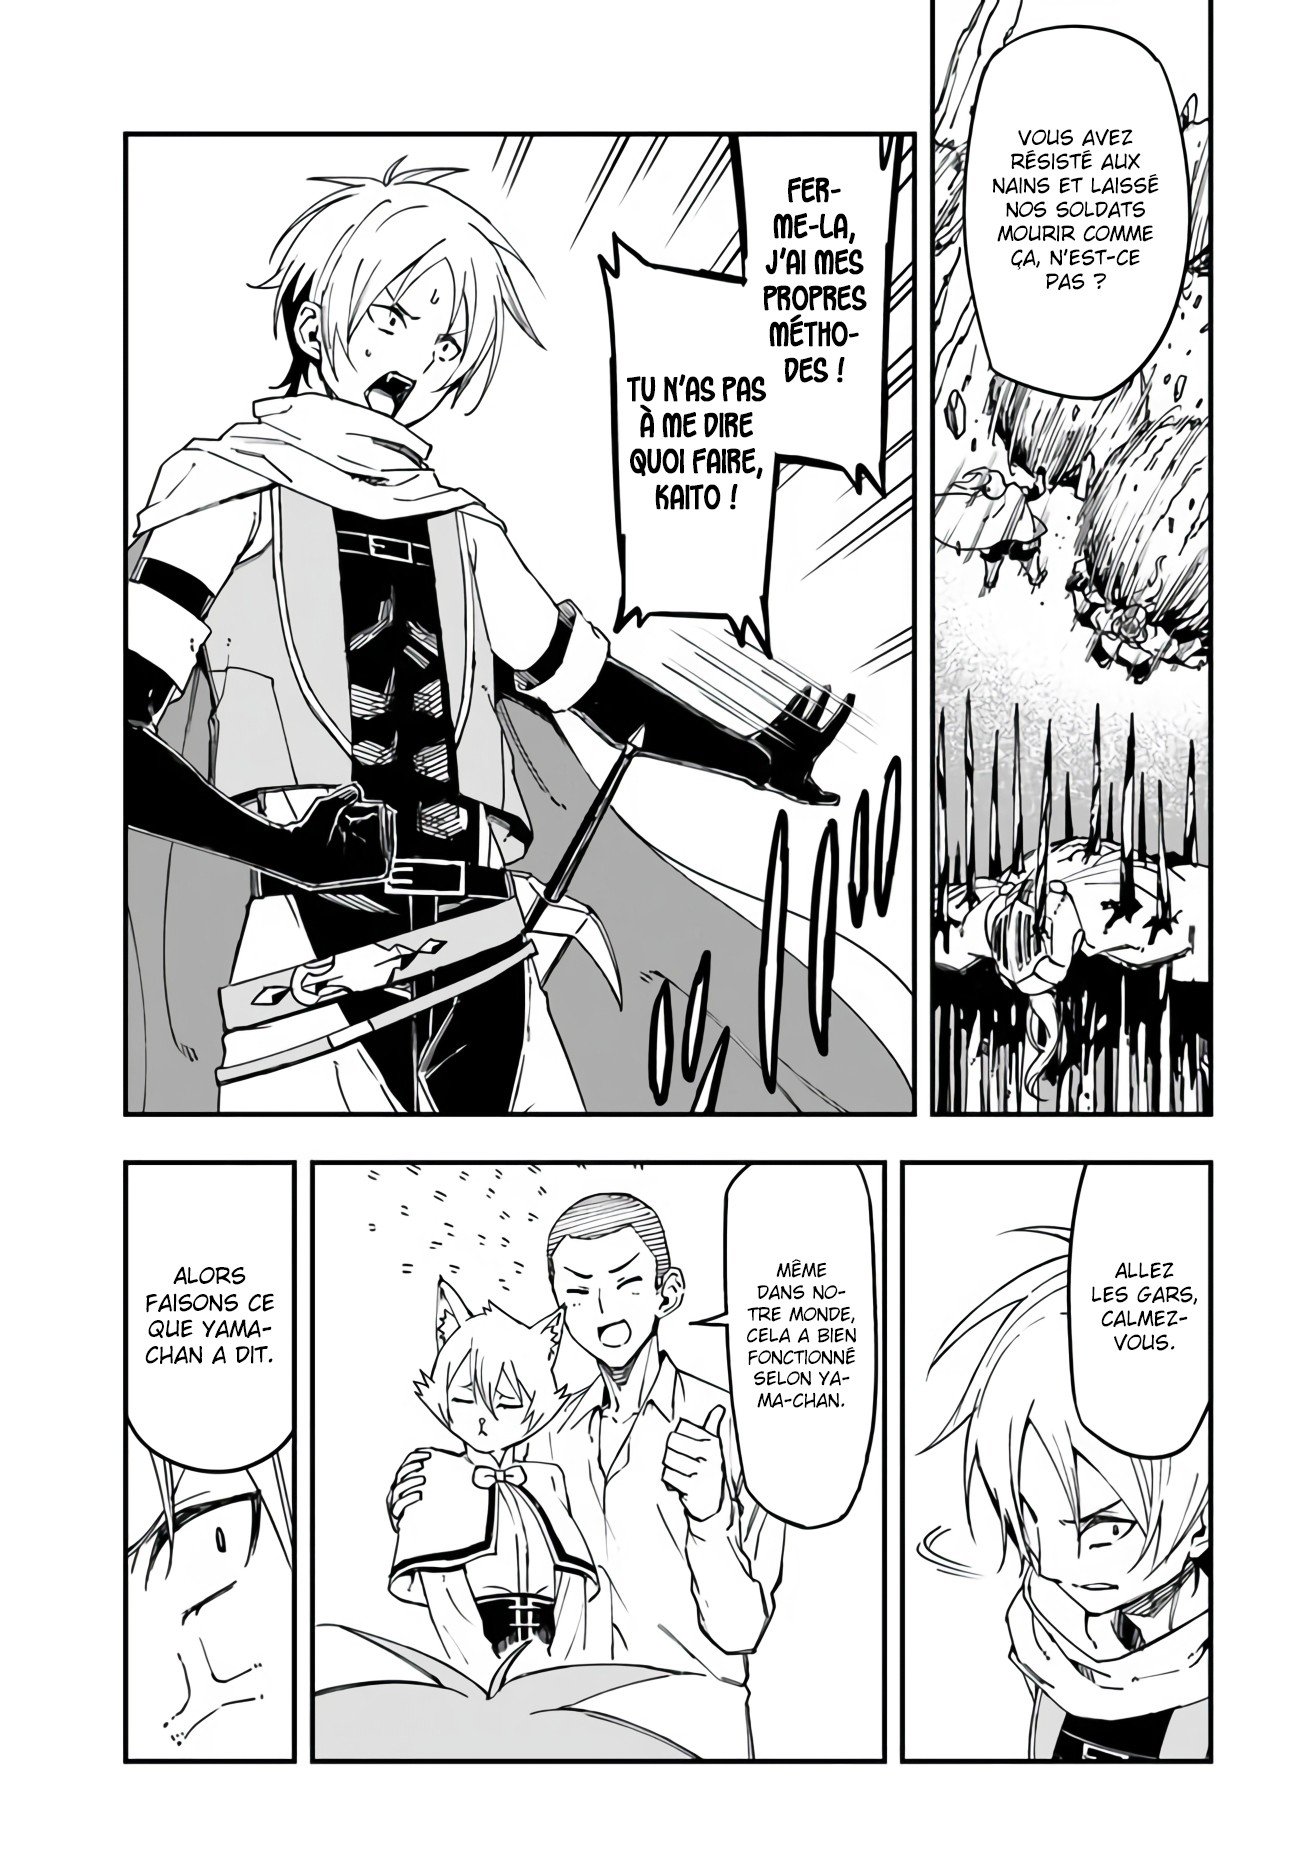 VOUS AVEZ
RÉSISTÉ AUX
NAINS ET LAISSÉ
NOS SOLDATS
MOURIR COMME
ÇA, N'EST-CE
PAS ?
FER-
ME-LA,
J'AI MES
PROPRES
MÉTHO-
DES !
TU N'AS PAS
À ME DIRE
QUOI FAIRE,
KAITO !
ALLEZ
LES GARS,
CALMEZ-
VOUS.
MÊME
DANS NO-
TRE MONDE,
CELA A BIEN
FONCTIONNÉ
SELON YA-
MA-CHAN.
ALORS
FAISONS CE
QUE YAMA-
CHAN A DIT.